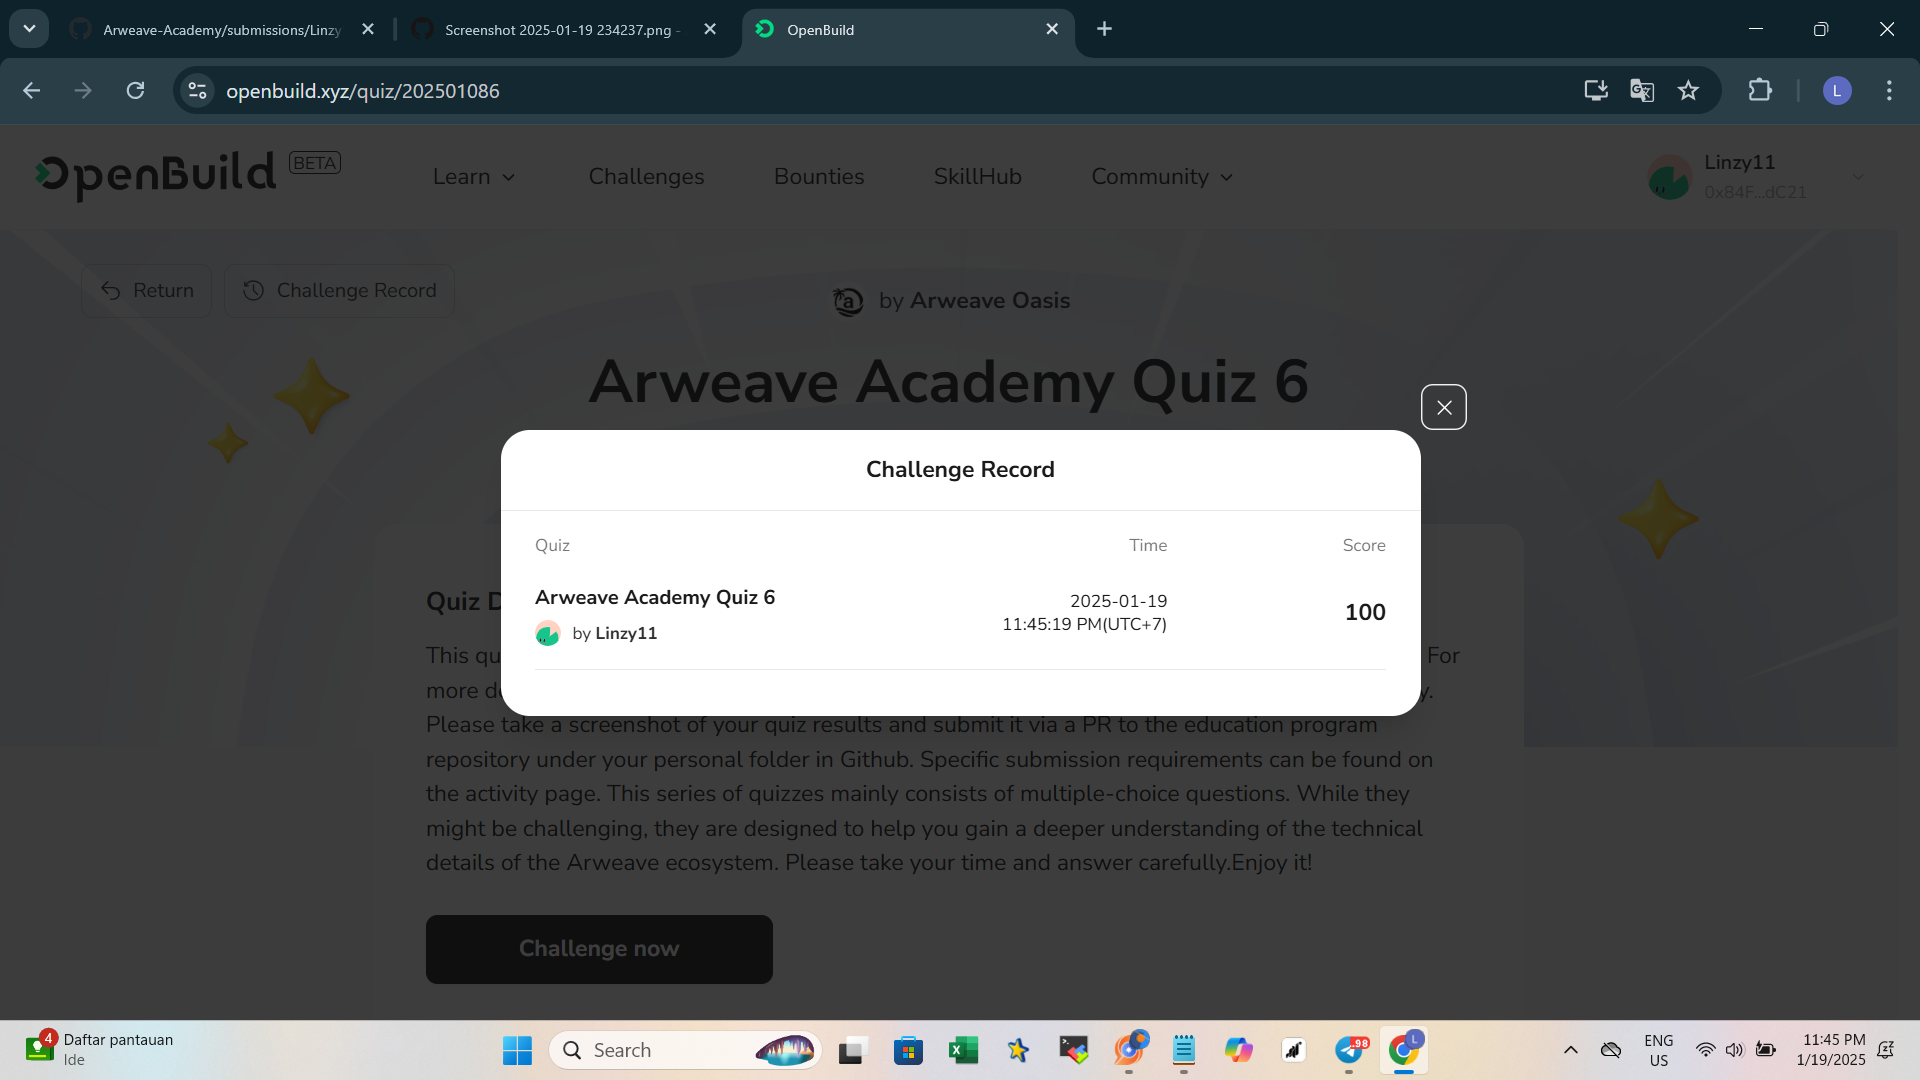 Arweave-Academy/submissions/Linzy
Screenshot 2025-01-19 234237.png -
OpenBuild
openbuild.xyz/quiz/202501086
L
OpenBuild BETA
Learn
Challenges
Bounties
SkillHub
Community
Linzy11
0x84F...dC21
Return
Challenge Record
by Arweave Oasis
Arweave Academy Quiz 6
Challenge Record
Quiz
Time
Score
Arweave Academy Quiz 6
by Linzy11
2025-01-19
11:45:19 PM(UTC+7)
100
Quiz D
This qu
For
more d
y.
Please take a screenshot of your quiz results and submit it via a PR to the education program
repository under your personal folder in Github. Specific submission requirements can be found on
the activity page. This series of quizzes mainly consists of multiple-choice questions. While they
might be challenging, they are designed to help you gain a deeper understanding of the technical
details of the Arweave ecosystem. Please take your time and answer carefully.Enjoy it!
Challenge now
4
Daftar pantauan
Ide
Search
.98
L
ENG
US
11:45 PM
1/19/2025